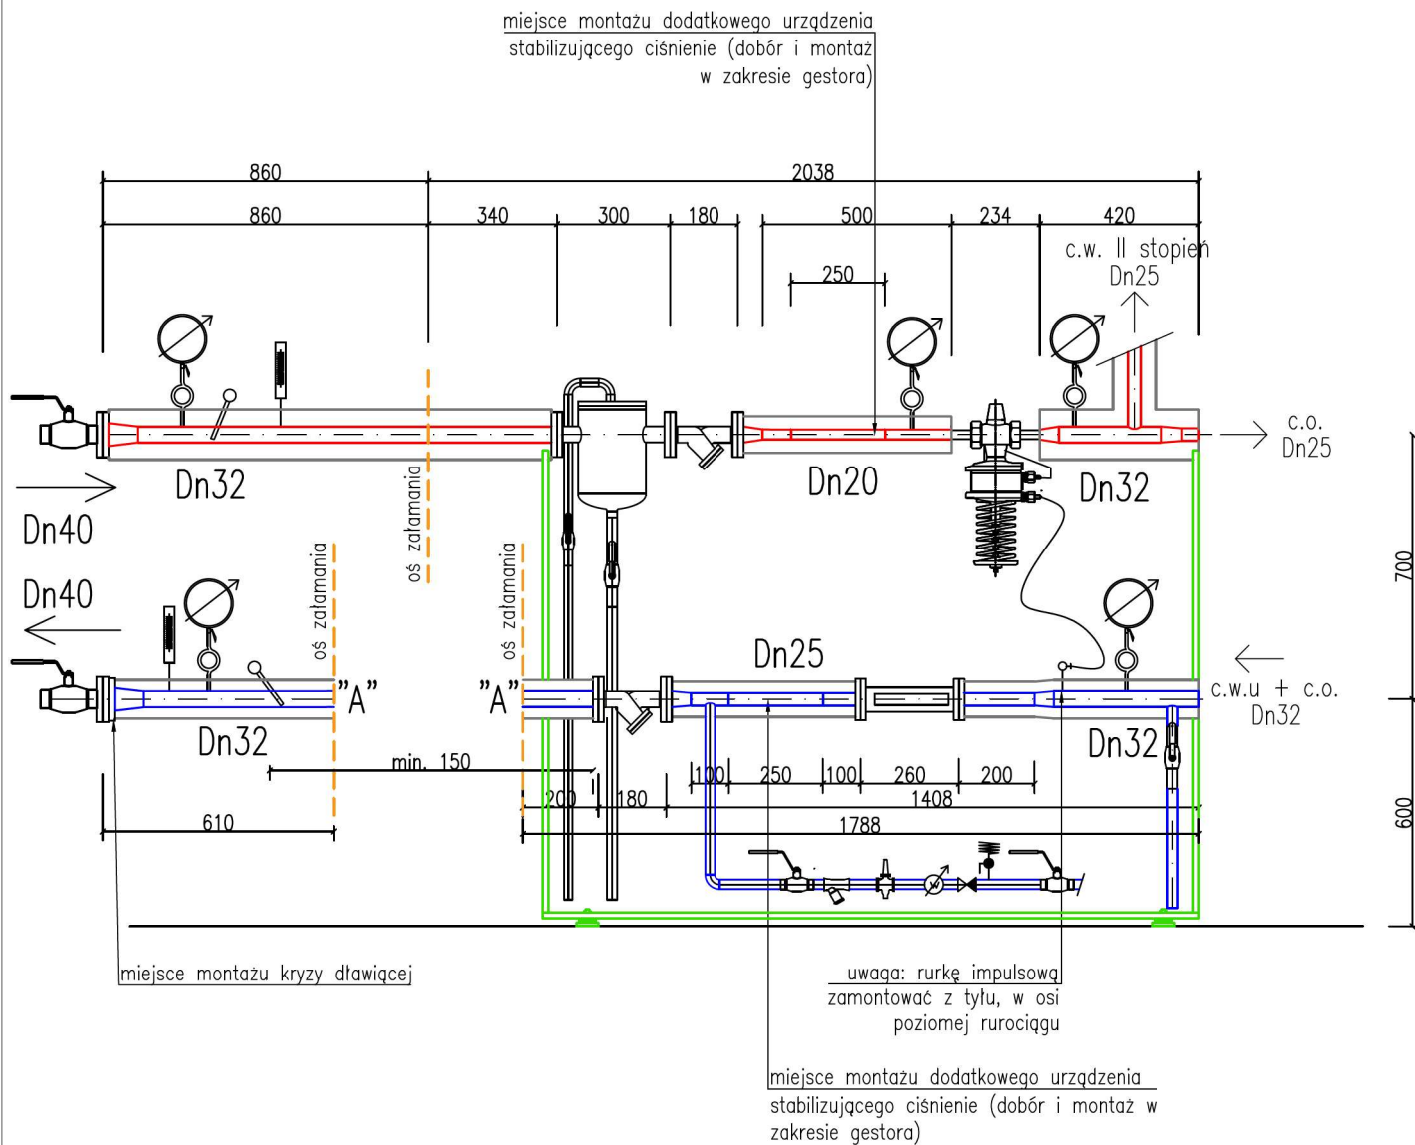 miejsce montażu dodatkowego urządzenia
stabilizującego ciśnienie (dobór i montaż
w zakresie gestora)
860
2038
860
340
300
180
500
234
420
250
c.w. II stopień
Dn25
c.o.
Dn25
Dn32
Dn20
Dn32
Dn40
oś załamania
Dn40
oś załamania
oś załamania
700
"A"
"A"
Dn25
c.w.u + c.o.
Dn32
Dn32
Dn32
min. 150
100
250
100
260
200
200
180
1408
610
1788
600
W
miejsce montażu kryzy dławiącej
uwaga: rurkę impulsową
zamontować z tyłu, w osi
poziomej rurociągu
miejsce montażu dodatkowego urządzenia
stabilizującego ciśnienie (dobór i montaż w
zakresie gestora)